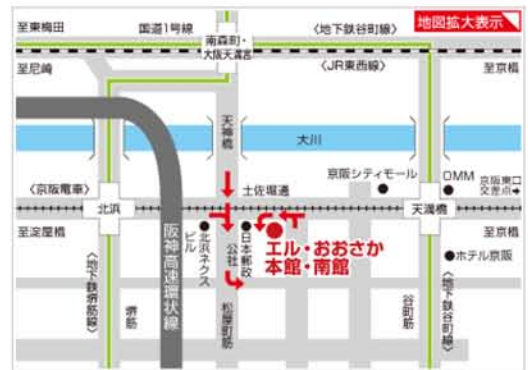 至東梅田
国道1号線
南森町・
大阪天満宮
〈地下鉄谷町線〉
地図拡大表示
至尼崎
〈JR東西線〉
至京橋
天神橋
大川
〈京阪電車〉
土佐堀通
京阪シティモール
OMM
京阪東口
交差点
北浜
天満橋
至淀屋橋
至京橋
阪神高速環状線
北浜ネクス
ビル
公社
日本郵政
エル・おおさか
本館・南館
ホテル京阪
〈地下鉄堺筋線〉
堺筋
松屋町筋
谷町筋
〈地下鉄谷町線〉